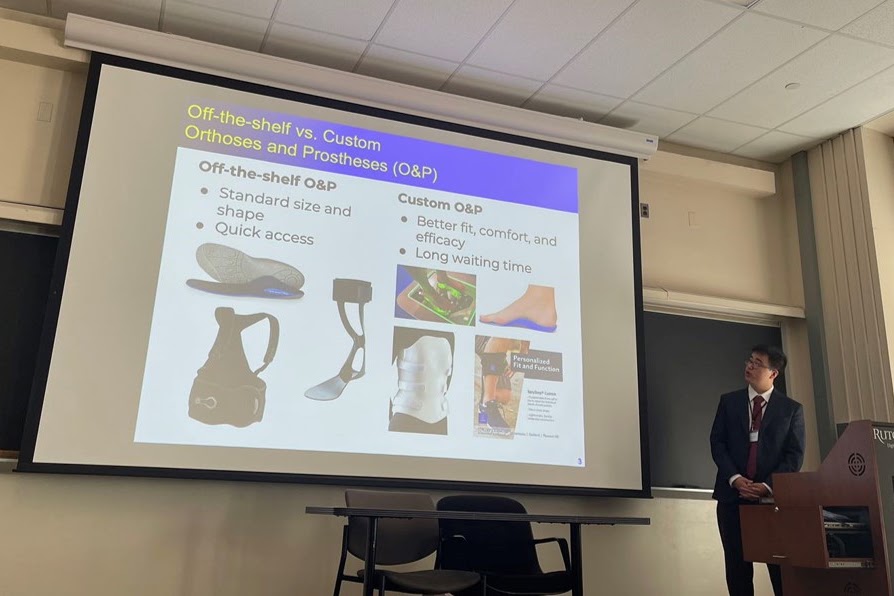 Off-the-shelf vs. Custom
Orthoses and Prostheses (O&P)
Off-the-shelf O&P
• Standard size and
shape
• Quick access
Custom O&P
• Better fit, comfort, and
efficacy
• Long waiting time
Personalized
Fit and Function
3